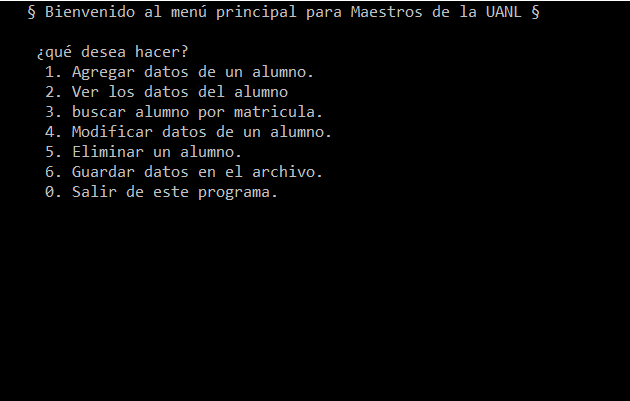 § Bienvenido al menú principal para Maestros de la UANL §
¿qué desea hacer?
1. Agregar datos de un alumno.
2. Ver los datos del alumno
3. buscar alumno por matricula.
4. Modificar datos de un alumno.
5. Eliminar un alumno.
6. Guardar datos en el archivo.
0. Salir de este programa.